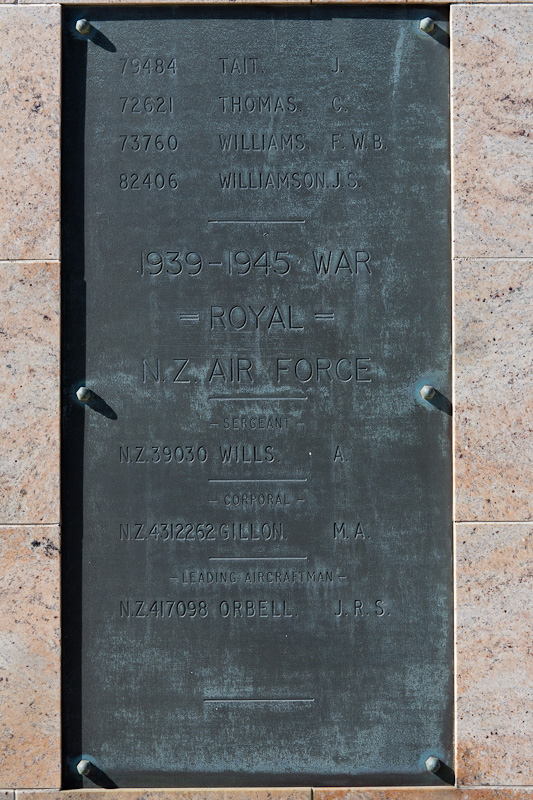 79484 TAIT. J.
72621 THOMAS. C.
73760 WILLIAMS. F.W.B.
82406 WILLIAMSON.J.S.
1939-1945 WAR
= ROYAL =
N.Z. AIR FORCE
- SERGEANT -
N.Z.39030 WILLS. A.
- CORPORAL -
N.Z.4312262 GILLON. M.A.
- LEADING AIRCRAFTMAN -
N.Z.417098 ORBELL. J.R.S.